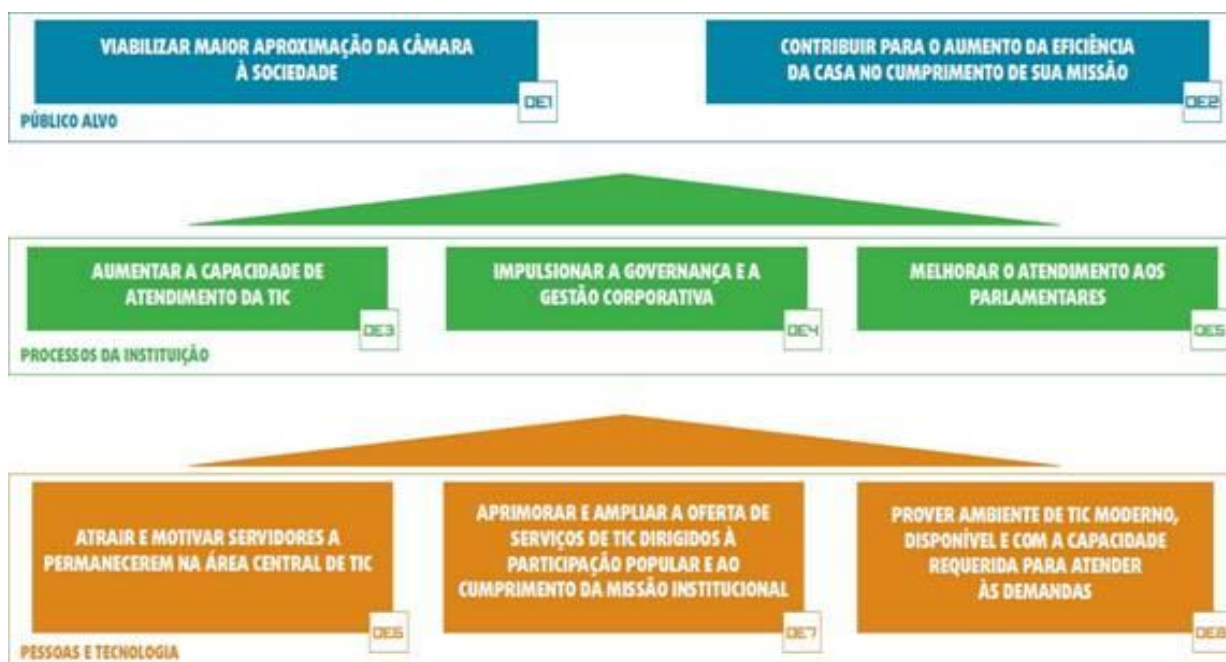 VIABILIZAR MAIOR APROXIMAÇÃO DA CÂMARA
À SOCIEDADE
OE1
CONTRIBUIR PARA O AUMENTO DA EFICIÊNCIA
DA CASA NO CUMPRIMENTO DE SUA MISSÃO
OE2
PÚBLICO ALVO
AUMENTAR A CAPACIDADE DE
ATENDIMENTO DA TIC
OE3
IMPULSIONAR A GOVERNANÇA E A
GESTÃO CORPORATIVA
OE4
MELHORAR O ATENDIMENTO AOS
PARLAMENTARES
OE5
PROCESSOS DA INSTITUIÇÃO
ATRAIR E MOTIVAR SERVIDORES A
PERMANECEREM NA ÁREA CENTRAL DE TIC
OE6
APRIMORAR E AMPLIAR A OFERTA DE
SERVIÇOS DE TIC DIRIGIDOS À
PARTICIPAÇÃO POPULAR E AO
CUMPRIMENTO DA MISSÃO INSTITUCIONAL
OE7
PROVER AMBIENTE DE TIC MODERNO,
DISPONÍVEL E COM A CAPACIDADE
REQUERIDA PARA ATENDER
ÀS DEMANDAS
OE8
PESSOAS E TECNOLOGIA